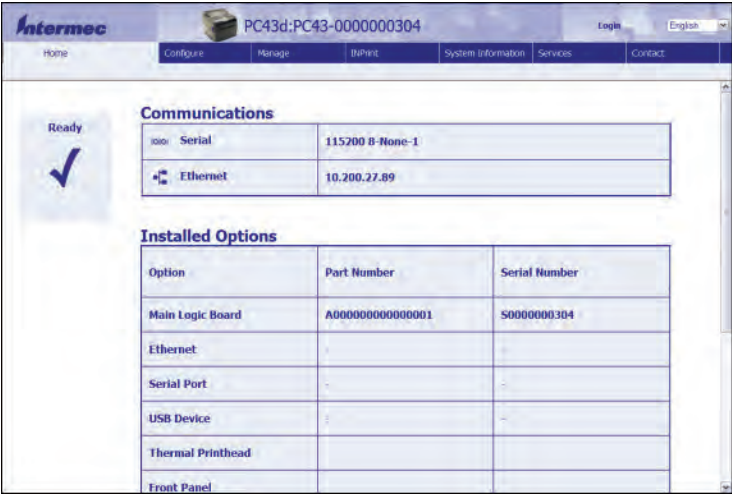 Intermec PC43d:PC43-0000000304 Login English
Home Configure Manage INPrint System Information Services Contact
Ready
Communications
Serial 115200 8-None-1
Ethernet 10.200.27.89
Installed Options
Option Part Number Serial Number
Main Logic Board A000000000000001 S0000000304
Ethernet - -
Serial Port - -
USB Device - -
Thermal Printhead
Front Panel